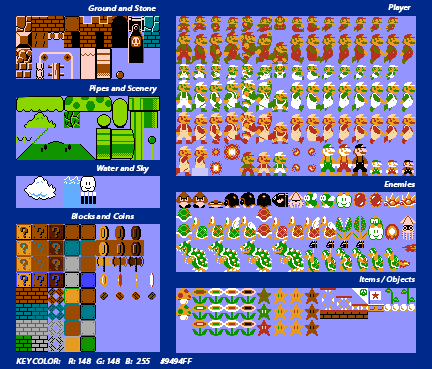 Ground and Stone
Player
Pipes and Scenery
Water and Sky
Enemies
Blocks and Coins
Items / Objects
KEY COLOR: R: 148 G: 148 B: 255 #9494FF